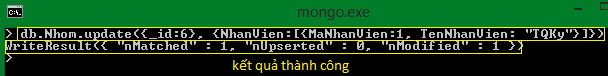 mongo.exe
> db.Nhom.update({_id:6}, {NhanVien:[{MaNhanVien:1, TenNhanVien: "TQKy"}]})
WriteResult({ "nMatched" : 1, "nUpserted" : 0, "nModified" : 1 })
>
kết quả thành công